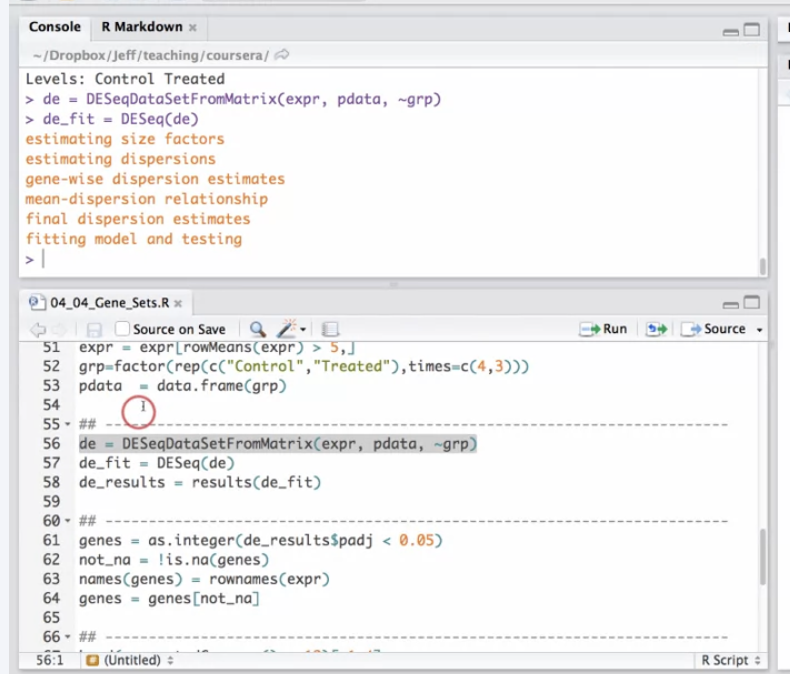 Console R Markdown
~/Dropbox/Jeff/teaching/coursera/
Levels: Control Treated
> de = DESeqDataSetFromMatrix(expr, pdata, ~grp)
> de_fit = DESeq(de)
estimating size factors
estimating dispersions
gene-wise dispersion estimates
mean-dispersion relationship
final dispersion estimates
fitting model and testing
>
04_04_Gene_Sets.R
Source on Save Run Source
51 expr = expr[rowMeans(expr) > 5,]
52 grp=factor(rep(c("Control","Treated"),times=c(4,3)))
53 pdata = data.frame(grp)
54
55 ## ------------------------------------------------------------------------
56 de = DESeqDataSetFromMatrix(expr, pdata, ~grp)
57 de_fit = DESeq(de)
58 de_results = results(de_fit)
59
60 ## ------------------------------------------------------------------------
61 genes = as.integer(de_results$padj < 0.05)
62 not_na = !is.na(genes)
63 names(genes) = rownames(expr)
64 genes = genes[not_na]
65
66 ## ------------------------------------------------------------------------
56:1 (Untitled) R Script